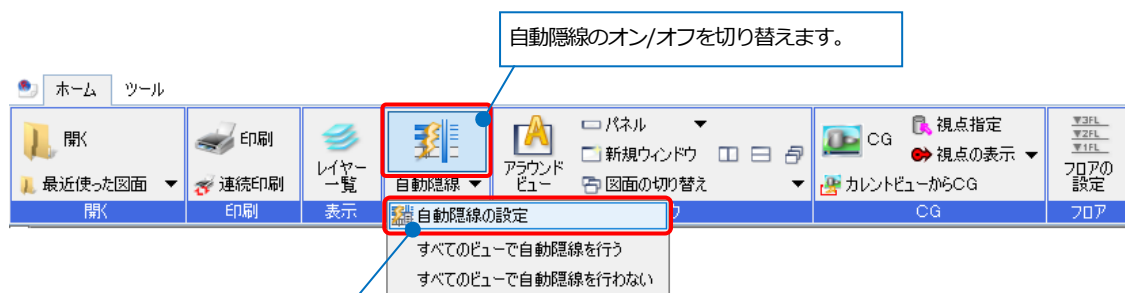 自動隠線のオン/オフを切り替えます。
ホーム ツール
開く
最近使った図面 ▼
開く
印刷
連続印刷
印刷
レイヤー
一覧
表示
自動隠線 ▼
アラウンド
ビュー
パネル ▼
新規ウィンドウ
図面の切り替え ▼
ウ
CG
カレントビューからCG
視点指定
視点の表示 ▼
CG
▼3FL
▼2FL
▼1FL
フロアの
設定
フロア
自動隠線の設定
すべてのビューで自動隠線を行う
すべてのビューで自動隠線を行わない